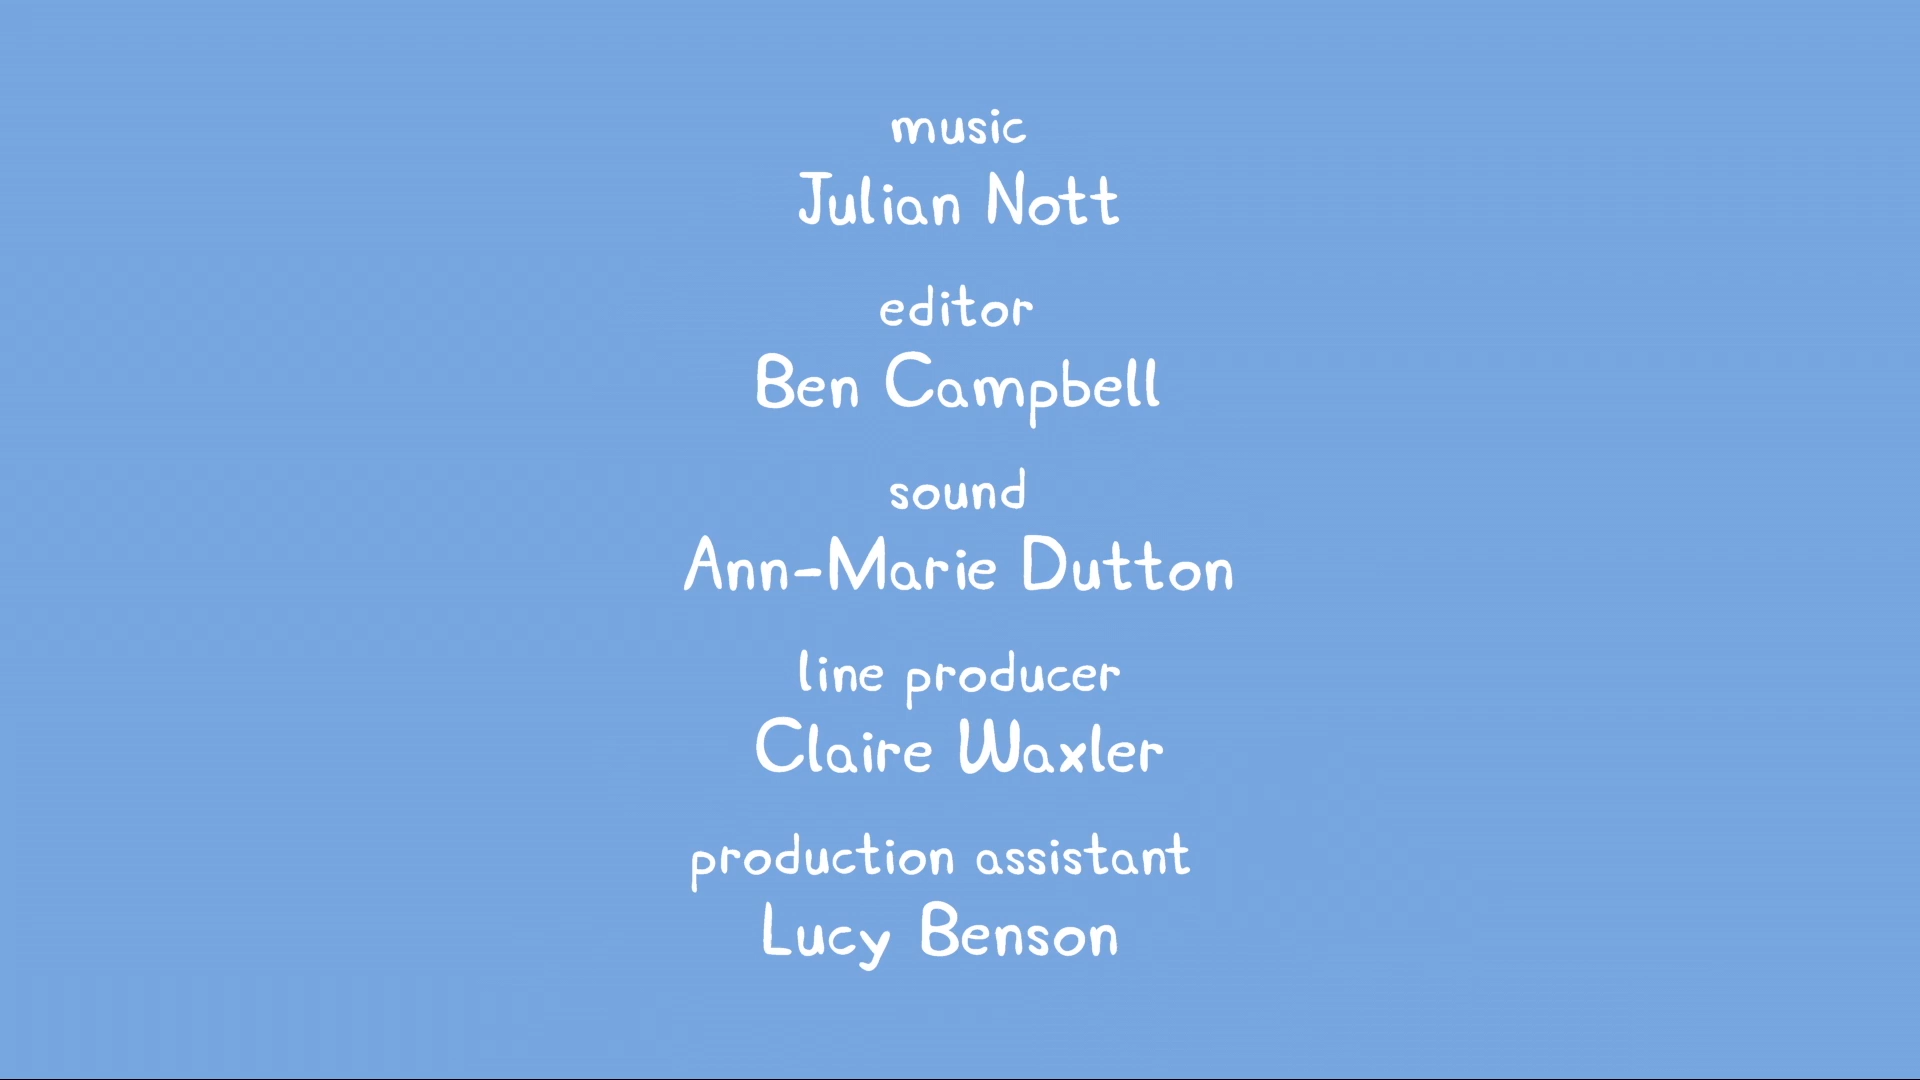 music
Julian Nott
editor
Ben Campbell
sound
Ann-Marie Dutton
line producer
Claire Waxler
production assistant
Lucy Benson